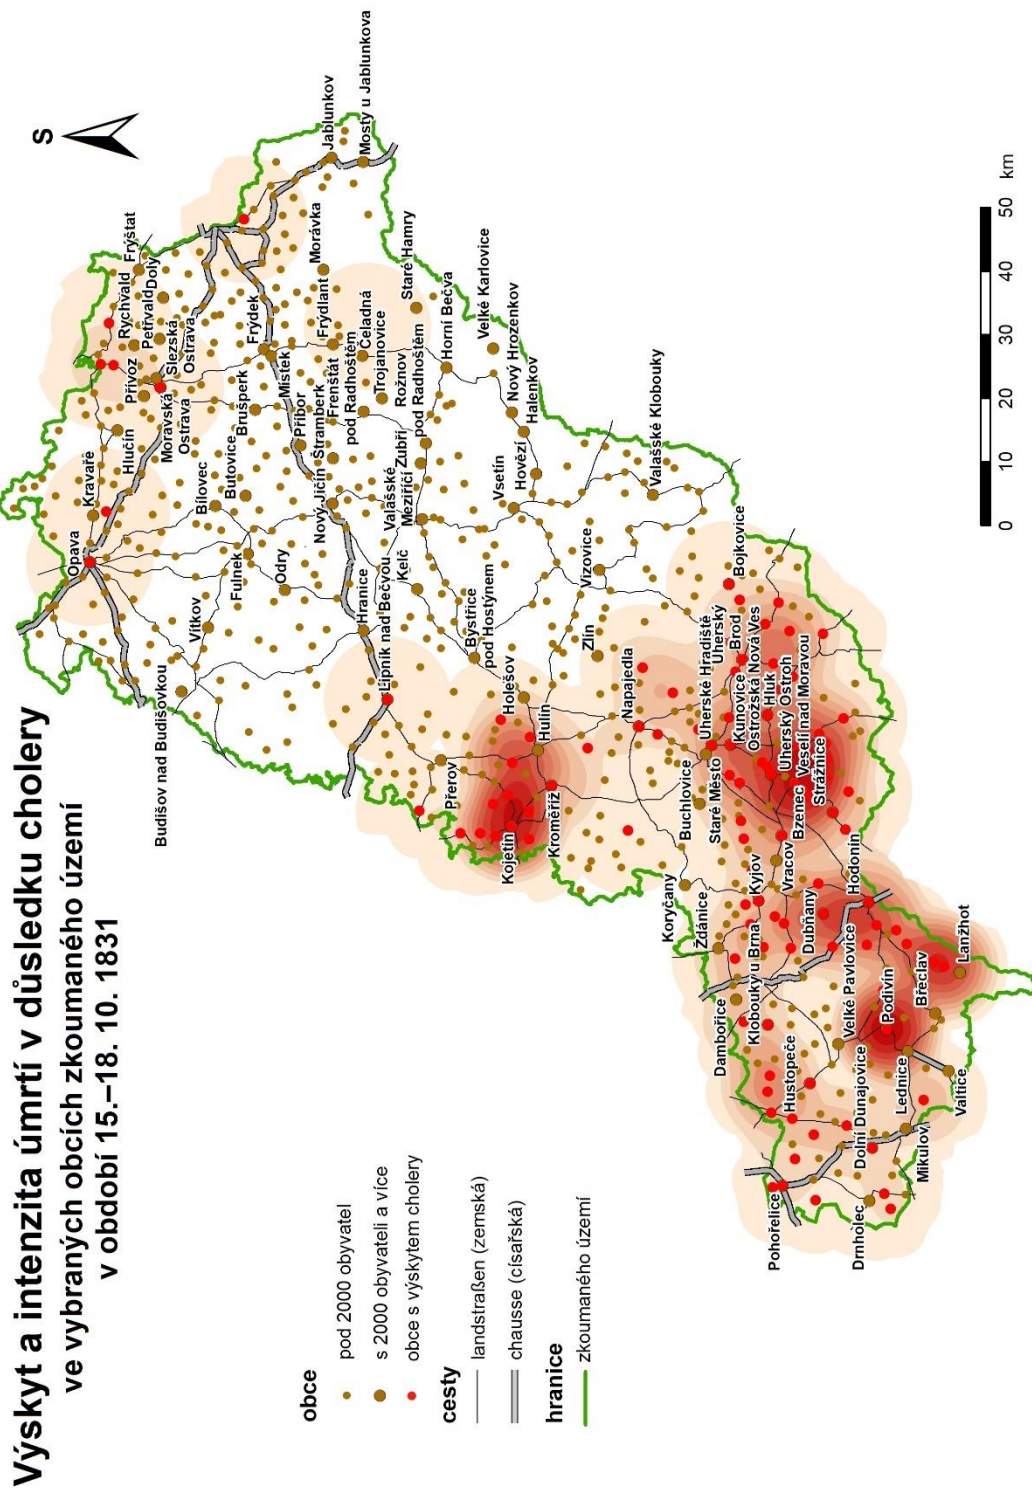 Výskyt a intenzita úmrtí v důsledku cholery
ve vybraných obcích zkoumaného území
v období 15.–18. 10. 1831
S
obce
pod 2000 obyvatel
s 2000 obyvateli a více
obce s výskytem cholery
cesty
landstraßen (zemská)
chausse (císařská)
hranice
zkoumaného území
0 10 20 30 40 50 km
Opava
Kravaře
Hlučín
Přívoz
Rychvald
Petřvald
Doly
Fryštat
Slezská
Ostrava
Moravská
Ostrava
Budišov nad Budišovkou
Vítkov
Bílovec
Butovice
Fulnek
Odry
Brušperk
Frýdek
Místek
Příbor
Nový Jičín
Štramberk
Frenštát
pod Radhoštěm
Frýdlant
Morávka
Čeladná
Trojanovice
Staré Hamry
Jablunkov
Mosty u Jablunkova
Hranice
Lipník nad Bečvou
Kelč
Valašské
Meziříčí
Zubří
Rožnov
pod Radhoštěm
Horní Bečva
Velké Karlovice
Nový Hrozenkov
Halenkov
Hovězí
Vsetín
Valašské Klobouky
Vizovice
Zlín
Bystřice
pod Hostýnem
Holešov
Hulín
Přerov
Kojetín
Kroměříž
Napajedla
Buchlovice
Staré Město
Uherské Hradiště
Kunovice
Uherský
Brod
Bojkovice
Ostrožská Nová Ves
Hluk
Uherský Ostroh
Veselí nad Moravou
Strážnice
Bzenec
Vracov
Kyjov
Koryčany
Ždánice
Dubňany
Hodonín
Klobouky u Brna
Dambořice
Velké Pavlovice
Podivín
Břeclav
Lanžhot
Lednice
Valtice
Hustopeče
Dolní Dunajovice
Mikulov
Pohořelice
Drnholec